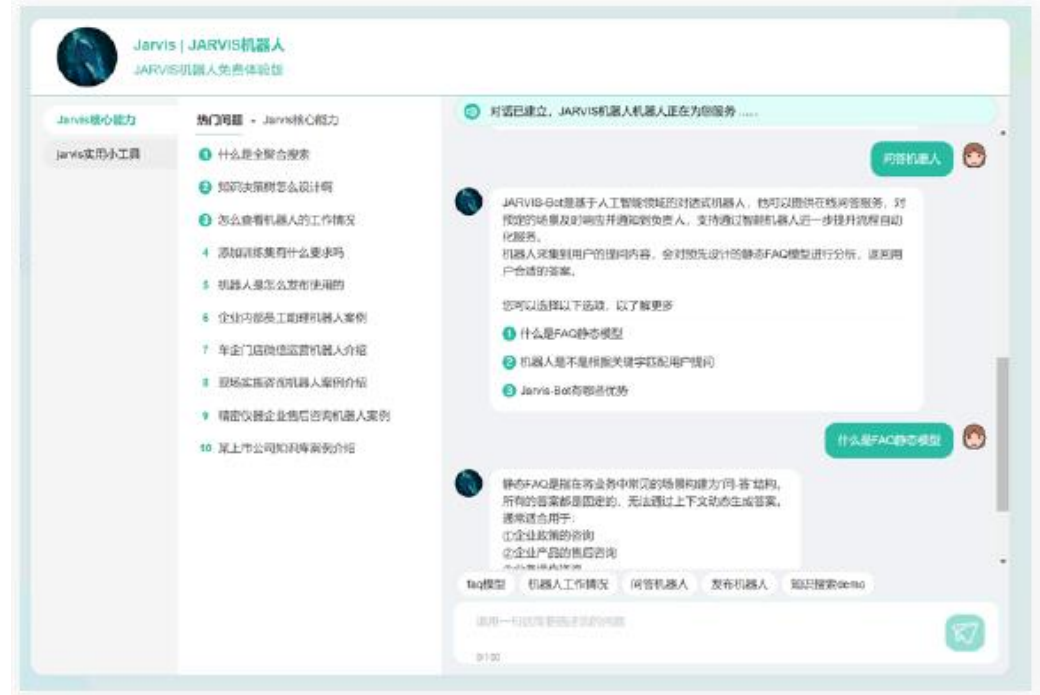 Jarvis | JARVIS机器人
JARVIS机器人免费体验版
Jarvis核心能力
jarvis实用小工具
热门问题 - Jarvis核心能力
1 什么是全聚合搜索
2 知识决策树怎么设计啊
3 怎么查看机器人的工作情况
4 添加训练集有什么要求吗
5 机器人是怎么发布使用的
6 企业内部员工助理机器人案例
7 车企门店微信运营机器人介绍
8 现场实施咨询机器人案例介绍
9 精密仪器企业售后咨询机器人案例
10 某上市公司知识库案例介绍
对话已建立，JARVIS机器人机器人正在为您服务 ......
问答机器人
JARVIS-Bot是基于人工智能领域的对话式机器人，他可以提供在线问答服务，对
预定的场景及时响应并通知到负责人，支持通过智能机器人进一步提升流程自动
化服务。
机器人采集到用户的提问内容，会对预先设计的静态FAQ模型进行分析，返回用
户合适的答案。
您可以选择以下选项，以了解更多
1 什么是FAQ静态模型
2 机器人是不是根据关键字匹配用户提问
3 Jarvis-Bot有哪些优势
什么是FAQ静态模型
静态FAQ是指在将业务中常见的场景构建为“问-答”结构，
所有的答案都是固定的，无法通过上下文动态生成答案。
通常适合用于：
①企业政策的咨询
②企业产品的售后咨询
faq模型 机器人工作情况 问答机器人 发布机器人 知识搜索demo
请用一句话简要描述您的问题
0/100